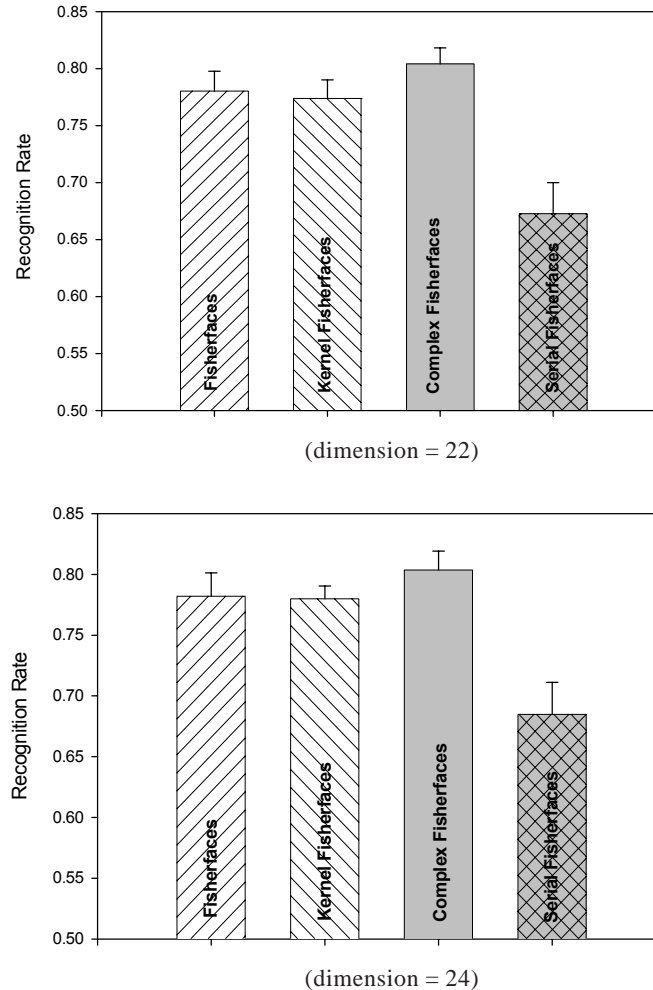 0.85
0.80
0.75
0.70
0.65
0.60
0.55
0.50
Recognition Rate
Fisherfaces
Kernel Fisherfaces
Complex Fisherfaces
Serial Fisherfaces
(dimension = 22)
0.85
0.80
0.75
0.70
0.65
0.60
0.55
0.50
Recognition Rate
Fisherfaces
Kernel Fisherfaces
Complex Fisherfaces
Serial Fisherfaces
(dimension = 24)